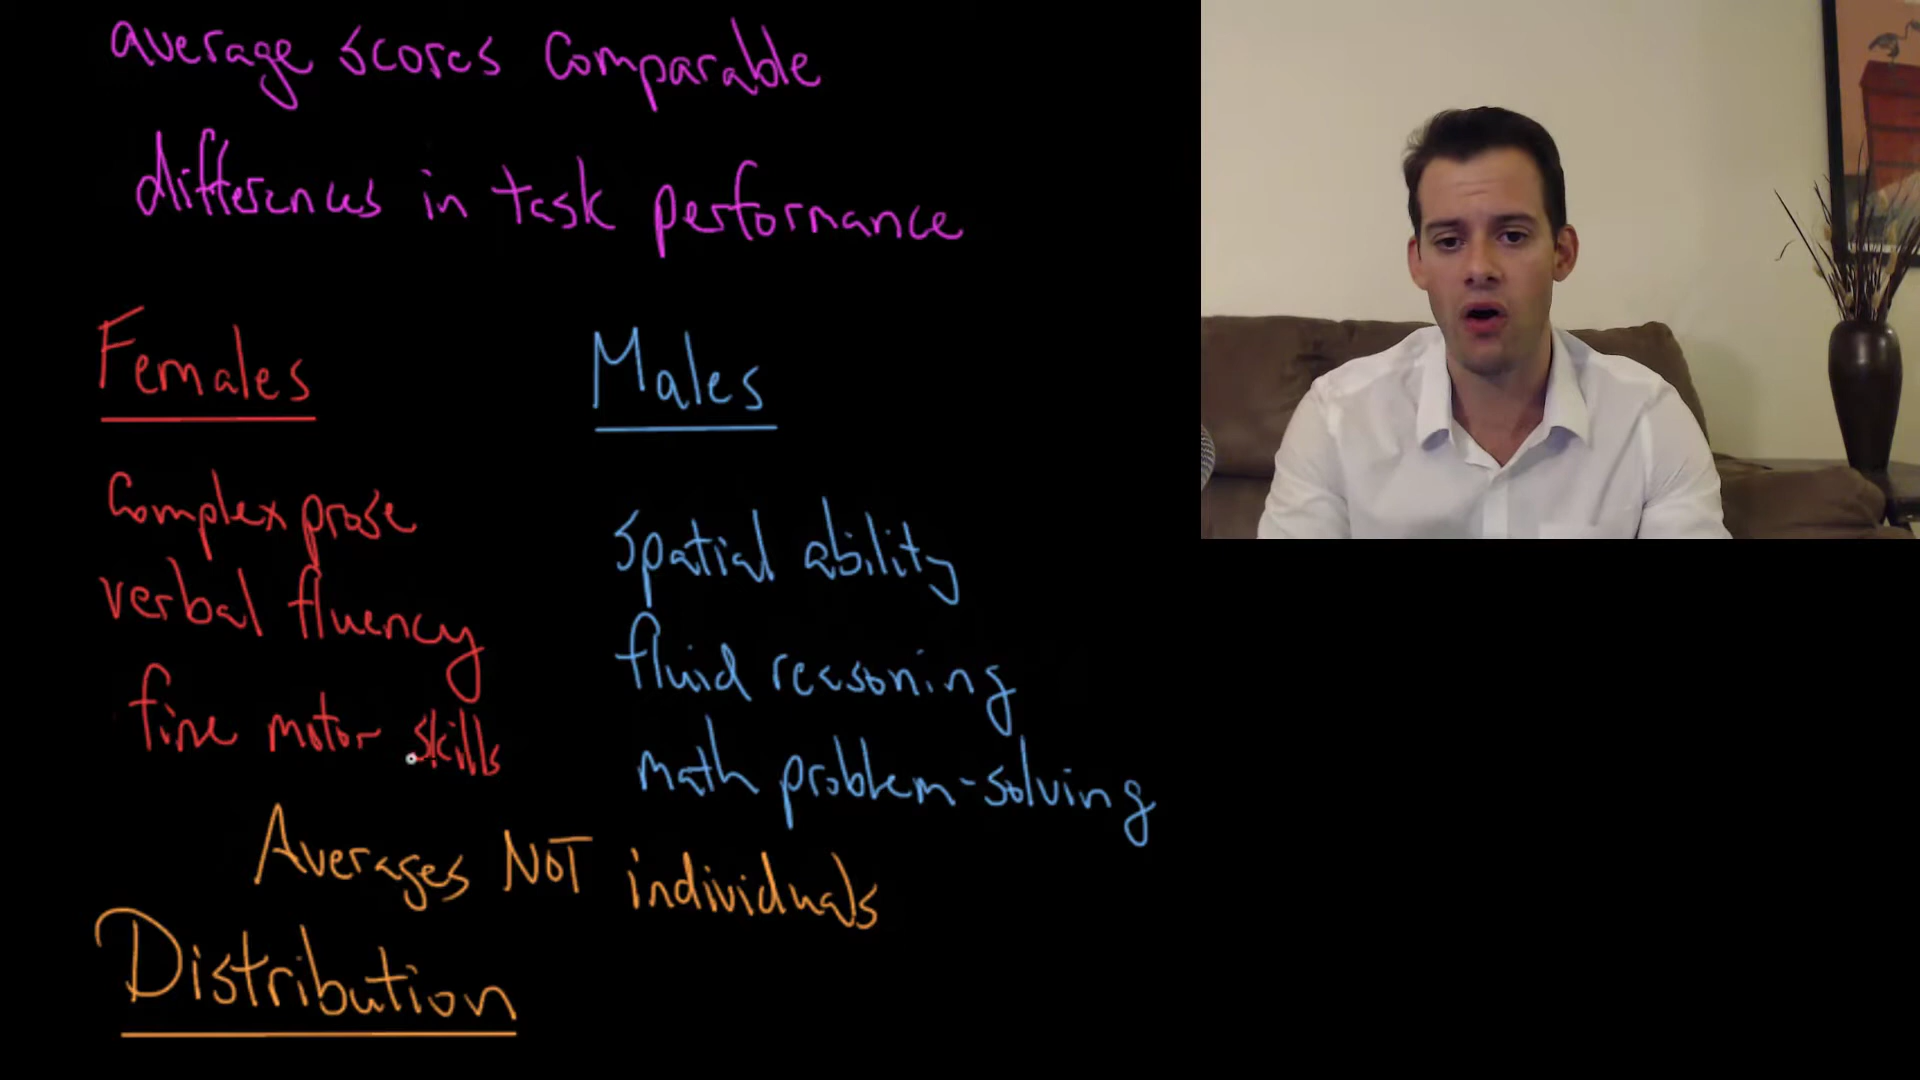 average scores comparable
differences in task performance
Females
Males
Complex prose
verbal fluency
fine motor skills
spatial ability
fluid reasoning
math problem-solving
Averages NOT individuals
Distribution